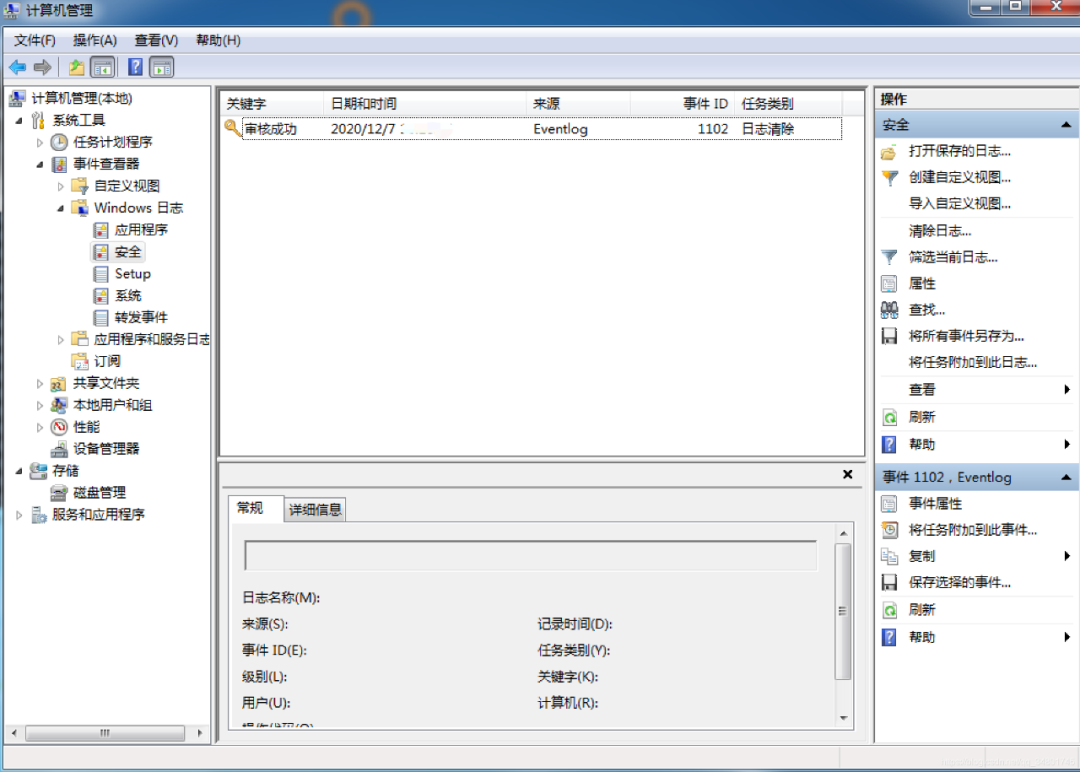 计算机管理
文件(F) 操作(A) 查看(V) 帮助(H)
计算机管理(本地)
系统工具
任务计划程序
事件查看器
自定义视图
Windows 日志
应用程序
安全
Setup
系统
转发事件
应用程序和服务日志
订阅
共享文件夹
本地用户和组
性能
设备管理器
存储
磁盘管理
服务和应用程序
关键字 日期和时间 来源 事件 ID 任务类别
审核成功 2020/12/7 Eventlog 1102 日志清除
常规 详细信息
日志名称(M):
来源(S): 记录时间(D):
事件 ID(E): 任务类别(Y):
级别(L): 关键字(K):
用户(U): 计算机(R):
操作代码(O)
操作
安全
打开保存的日志...
创建自定义视图...
导入自定义视图...
清除日志...
筛选当前日志...
属性
查找...
将所有事件另存为...
将任务附加到此日志...
查看
刷新
帮助
事件 1102，Eventlog
事件属性
将任务附加到此事件...
复制
保存选择的事件...
刷新
帮助